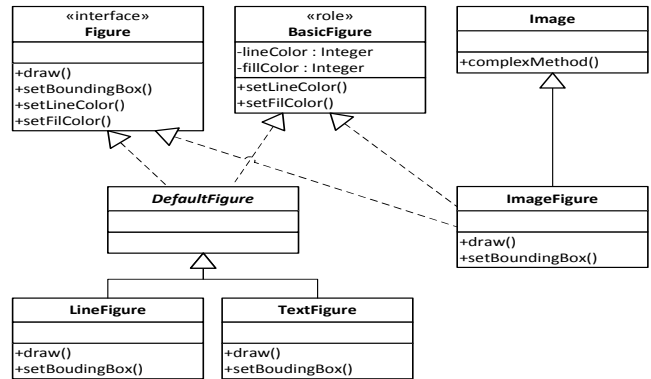 «interface»
Figure
+draw()
+setBoundingBox()
+setLineColor()
+setFilColor()
«role»
BasicFigure
-lineColor : Integer
-fillColor : Integer
+setLineColor()
+setFilColor()
Image
+complexMethod()
DefaultFigure
ImageFigure
+draw()
+setBoundingBox()
LineFigure
+draw()
+setBoudingBox()
TextFigure
+draw()
+setBoudingBox()